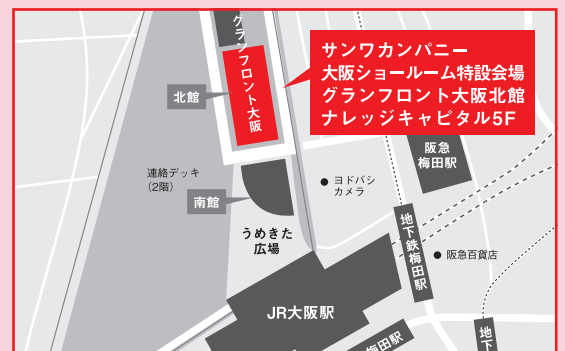 サンワカンパニー
大阪ショールーム特設会場
グランフロント大阪北館
ナレッジキャピタル5F
グランフロント大阪
北館
連絡デッキ
(2階)
南館
うめきた
広場
ヨドバシ
カメラ
阪急
梅田駅
地下鉄梅田駅
阪急百貨店
JR大阪駅
梅田駅
地下